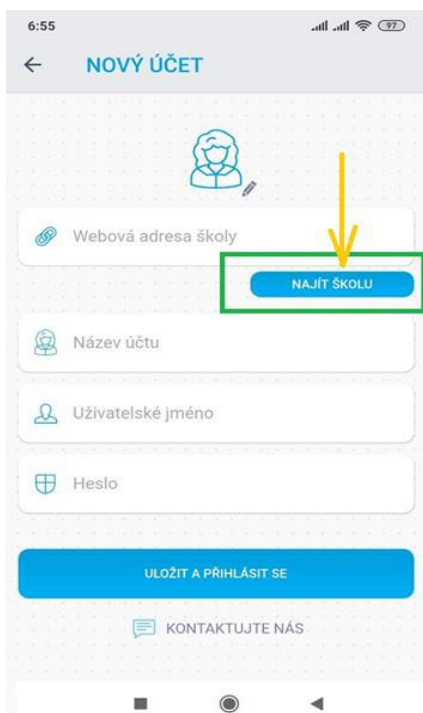 6:55
97
NOVÝ ÚČET
Webová adresa školy
NAJÍT ŠKOLU
Název účtu
Uživatelské jméno
Heslo
ULOŽIT A PŘIHLÁSIT SE
KONTAKTUJTE NÁS